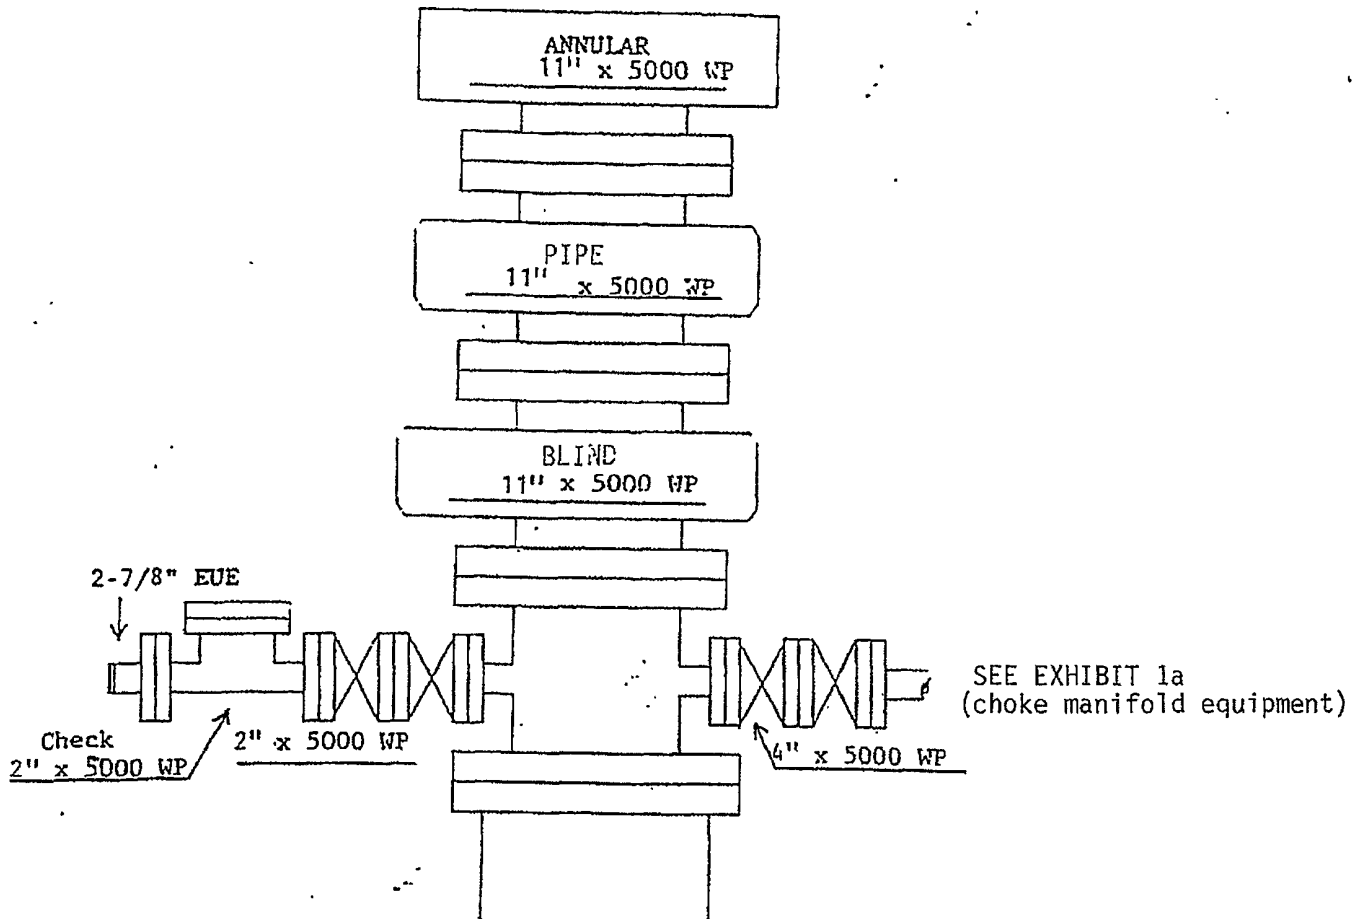 ANNULAR
11" x 5000 WP
PIPE
11" x 5000 WP
BLIND
11" x 5000 WP
2-7/8" EUE
SEE EXHIBIT 1a
(choke manifold equipment)
Check
2" x 5000 WP
2" x 5000 WP
4" x 5000 WP